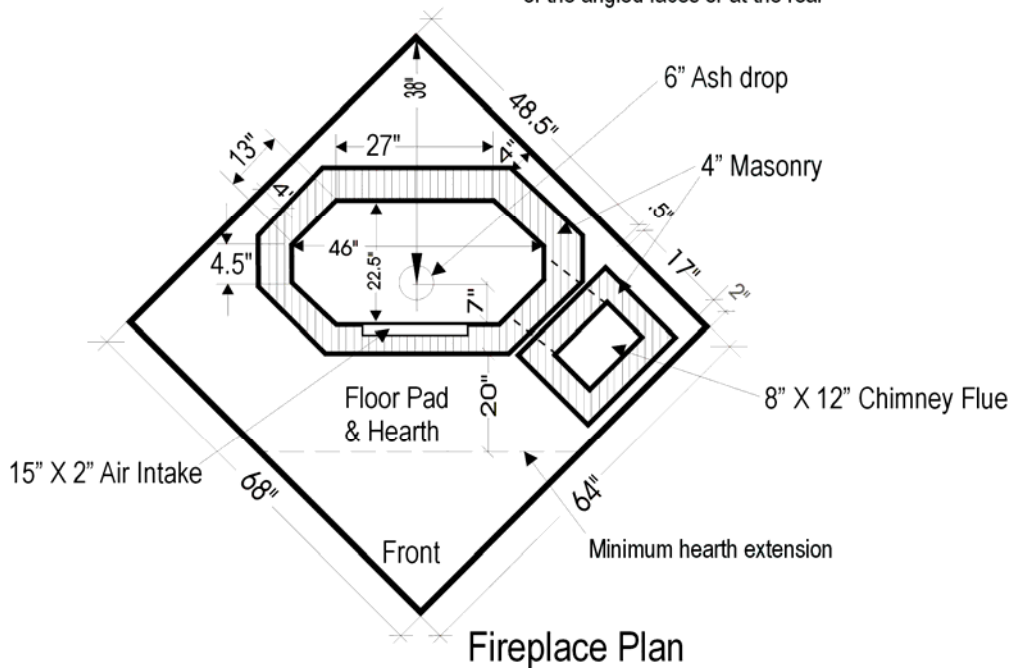 6” Ash drop
38"
48.5"
27"
4"
13"
4" Masonry
4'
.5"
46"
4.5"
22.5"
17"
2"
7"
Floor Pad
& Hearth
20"
8” X 12” Chimney Flue
15” X 2” Air Intake
68"
64"
Front
Minimum hearth extension
Fireplace Plan